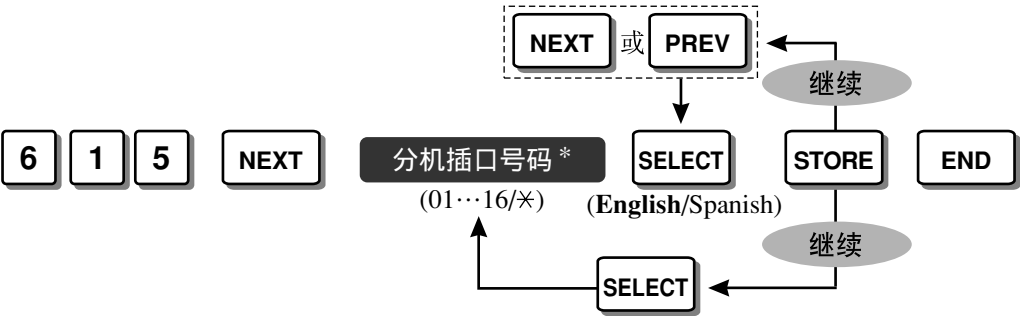 NEXT 或 PREV
继续
6 1 5 NEXT 分机插口号码* SELECT STORE END
(01…16/✳) (English/Spanish)
继续
SELECT